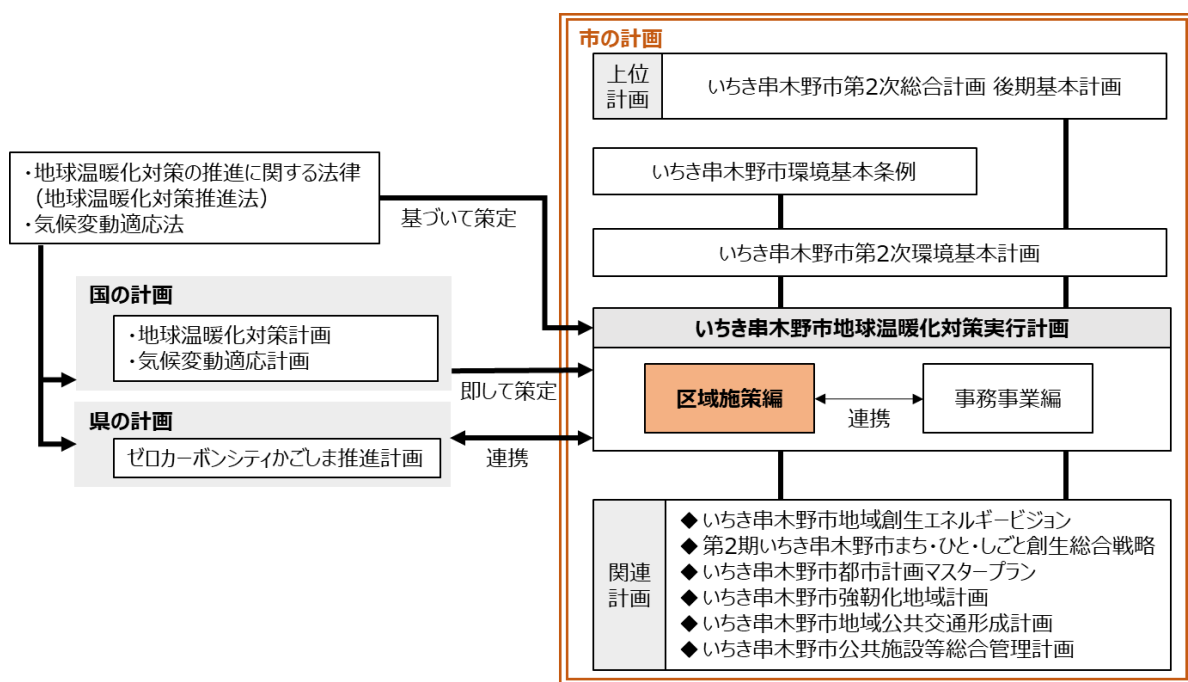 市の計画
上位
計画
いちき串木野市第2次総合計画 後期基本計画
いちき串木野市環境基本条例
いちき串木野市第2次環境基本計画
・地球温暖化対策の推進に関する法律
（地球温暖化対策推進法）
・気候変動適応法
基づいて策定
国の計画
・地球温暖化対策計画
・気候変動適応計画
即して策定
県の計画
ゼロカーボンシティかごしま推進計画
連携
いちき串木野市地球温暖化対策実行計画
区域施策編
連携
事務事業編
関連
計画
◆いちき串木野市地域創生エネルギービジョン
◆第2期いちき串木野市まち・ひと・しごと創生総合戦略
◆いちき串木野市都市計画マスタープラン
◆いちき串木野市強靭化地域計画
◆いちき串木野市地域公共交通形成計画
◆いちき串木野市公共施設等総合管理計画